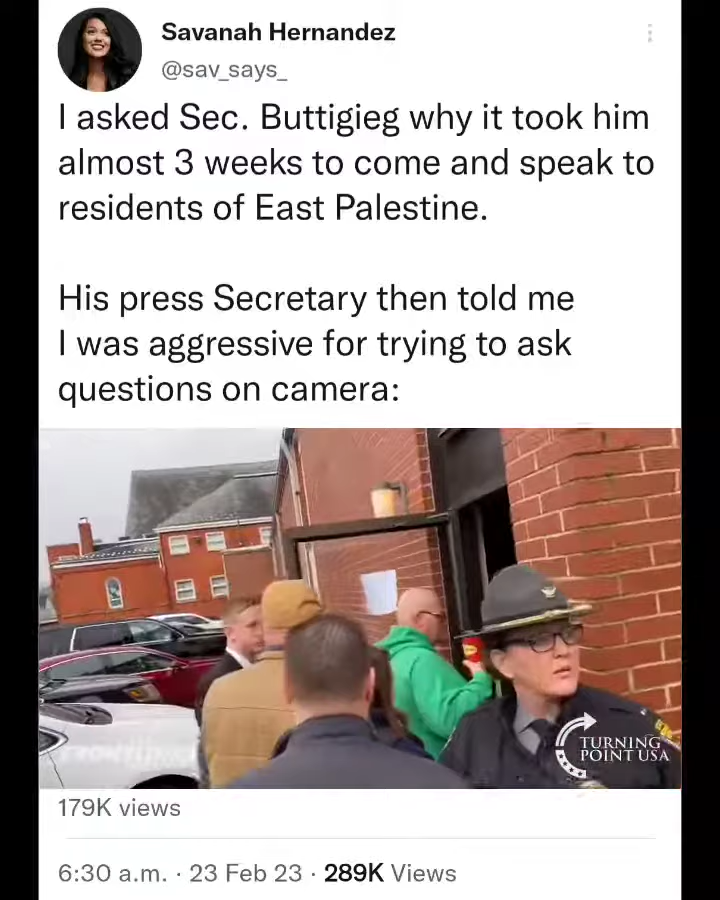 Savanah Hernandez
@sav_says_
I asked Sec. Buttigieg why it took him
almost 3 weeks to come and speak to
residents of East Palestine.
His press Secretary then told me
I was aggressive for trying to ask
questions on camera:
FRONTLINES
TURNING
POINT USA
179K views
6:30 a.m. · 23 Feb 23 · 289K Views